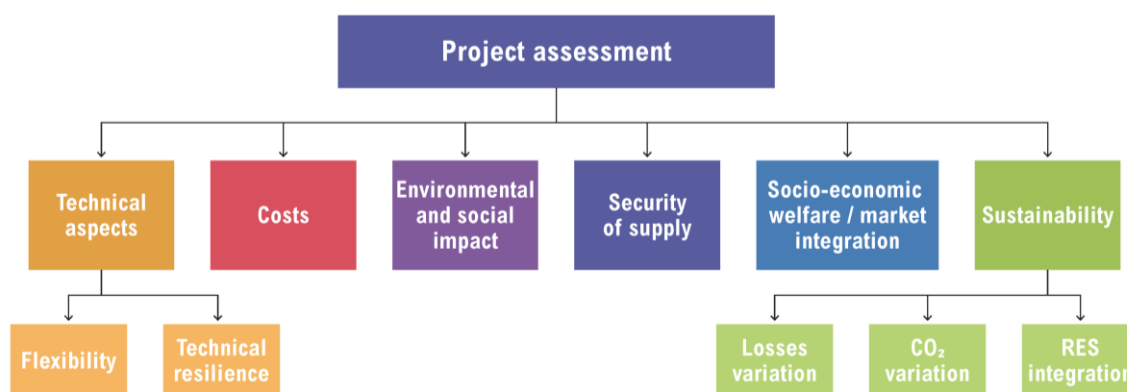 Project assessment
Technical
aspects
Costs
Environmental
and social
impact
Security
of supply
Socio-economic
welfare / market
integration
Sustainability
Flexibility
Technical
resilience
Losses
variation
CO₂
variation
RES
integration